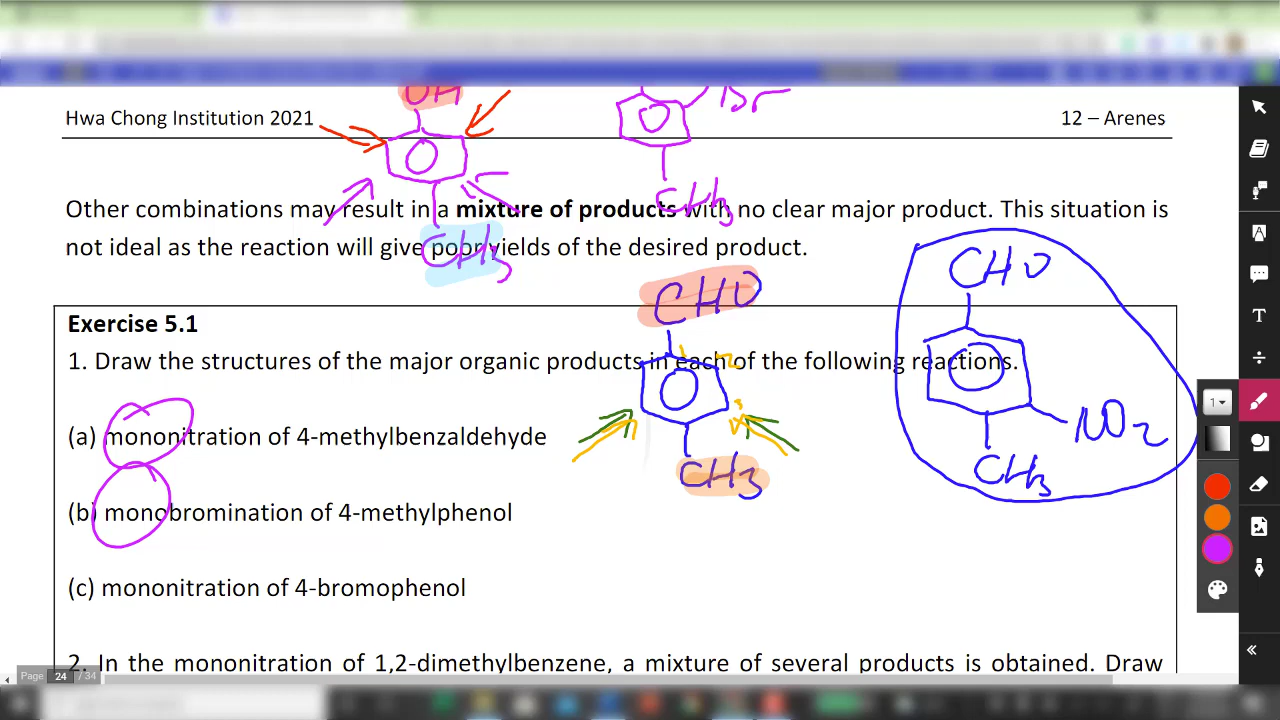 OH
Br
Hwa Chong Institution 2021
12 – Arenes
CH3
Other combinations may result in a mixture of products with no clear major product. This situation is
not ideal as the reaction will give poor yields of the desired product.
CH3
CHO
CHO
Exercise 5.1
1. Draw the structures of the major organic products in each of the following reactions.
1 2
3
NO2
(a) mononitration of 4-methylbenzaldehyde
CH3
CH3
(b) monobromination of 4-methylphenol
(c) mononitration of 4-bromophenol
2. In the mononitration of 1,2-dimethylbenzene, a mixture of several products is obtained. Draw
Page 24 / 34
1
T